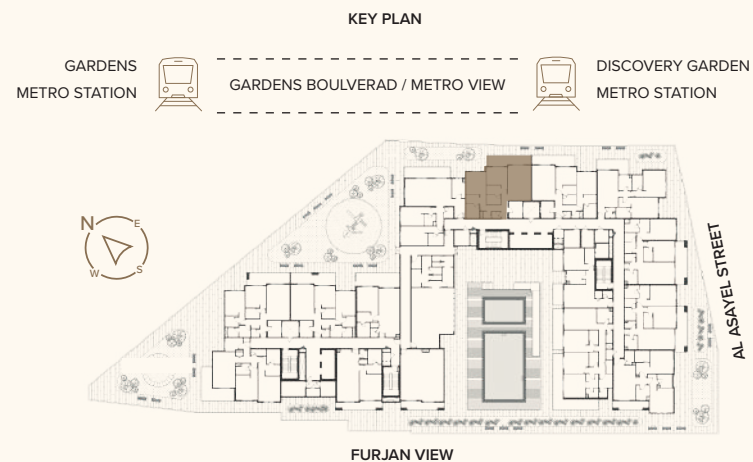 KEY PLAN
GARDENS
METRO STATION
GARDENS BOULVERAD / METRO VIEW
DISCOVERY GARDEN
METRO STATION
N
E
W
S
AL ASAYEL STREET
FURJAN VIEW